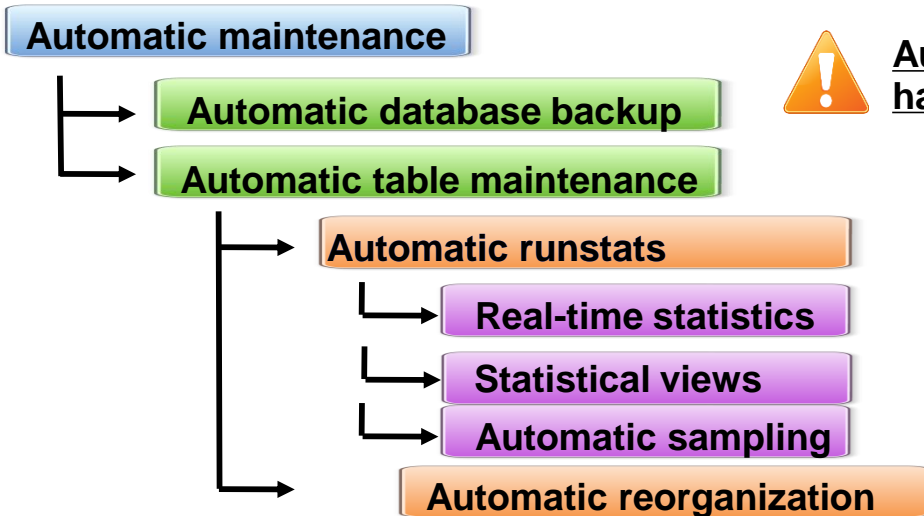 Automatic maintenance
Automatic database backup
Automatic table maintenance
Automatic runstats
Real-time statistics
Statistical views
Automatic sampling
Automatic reorganization